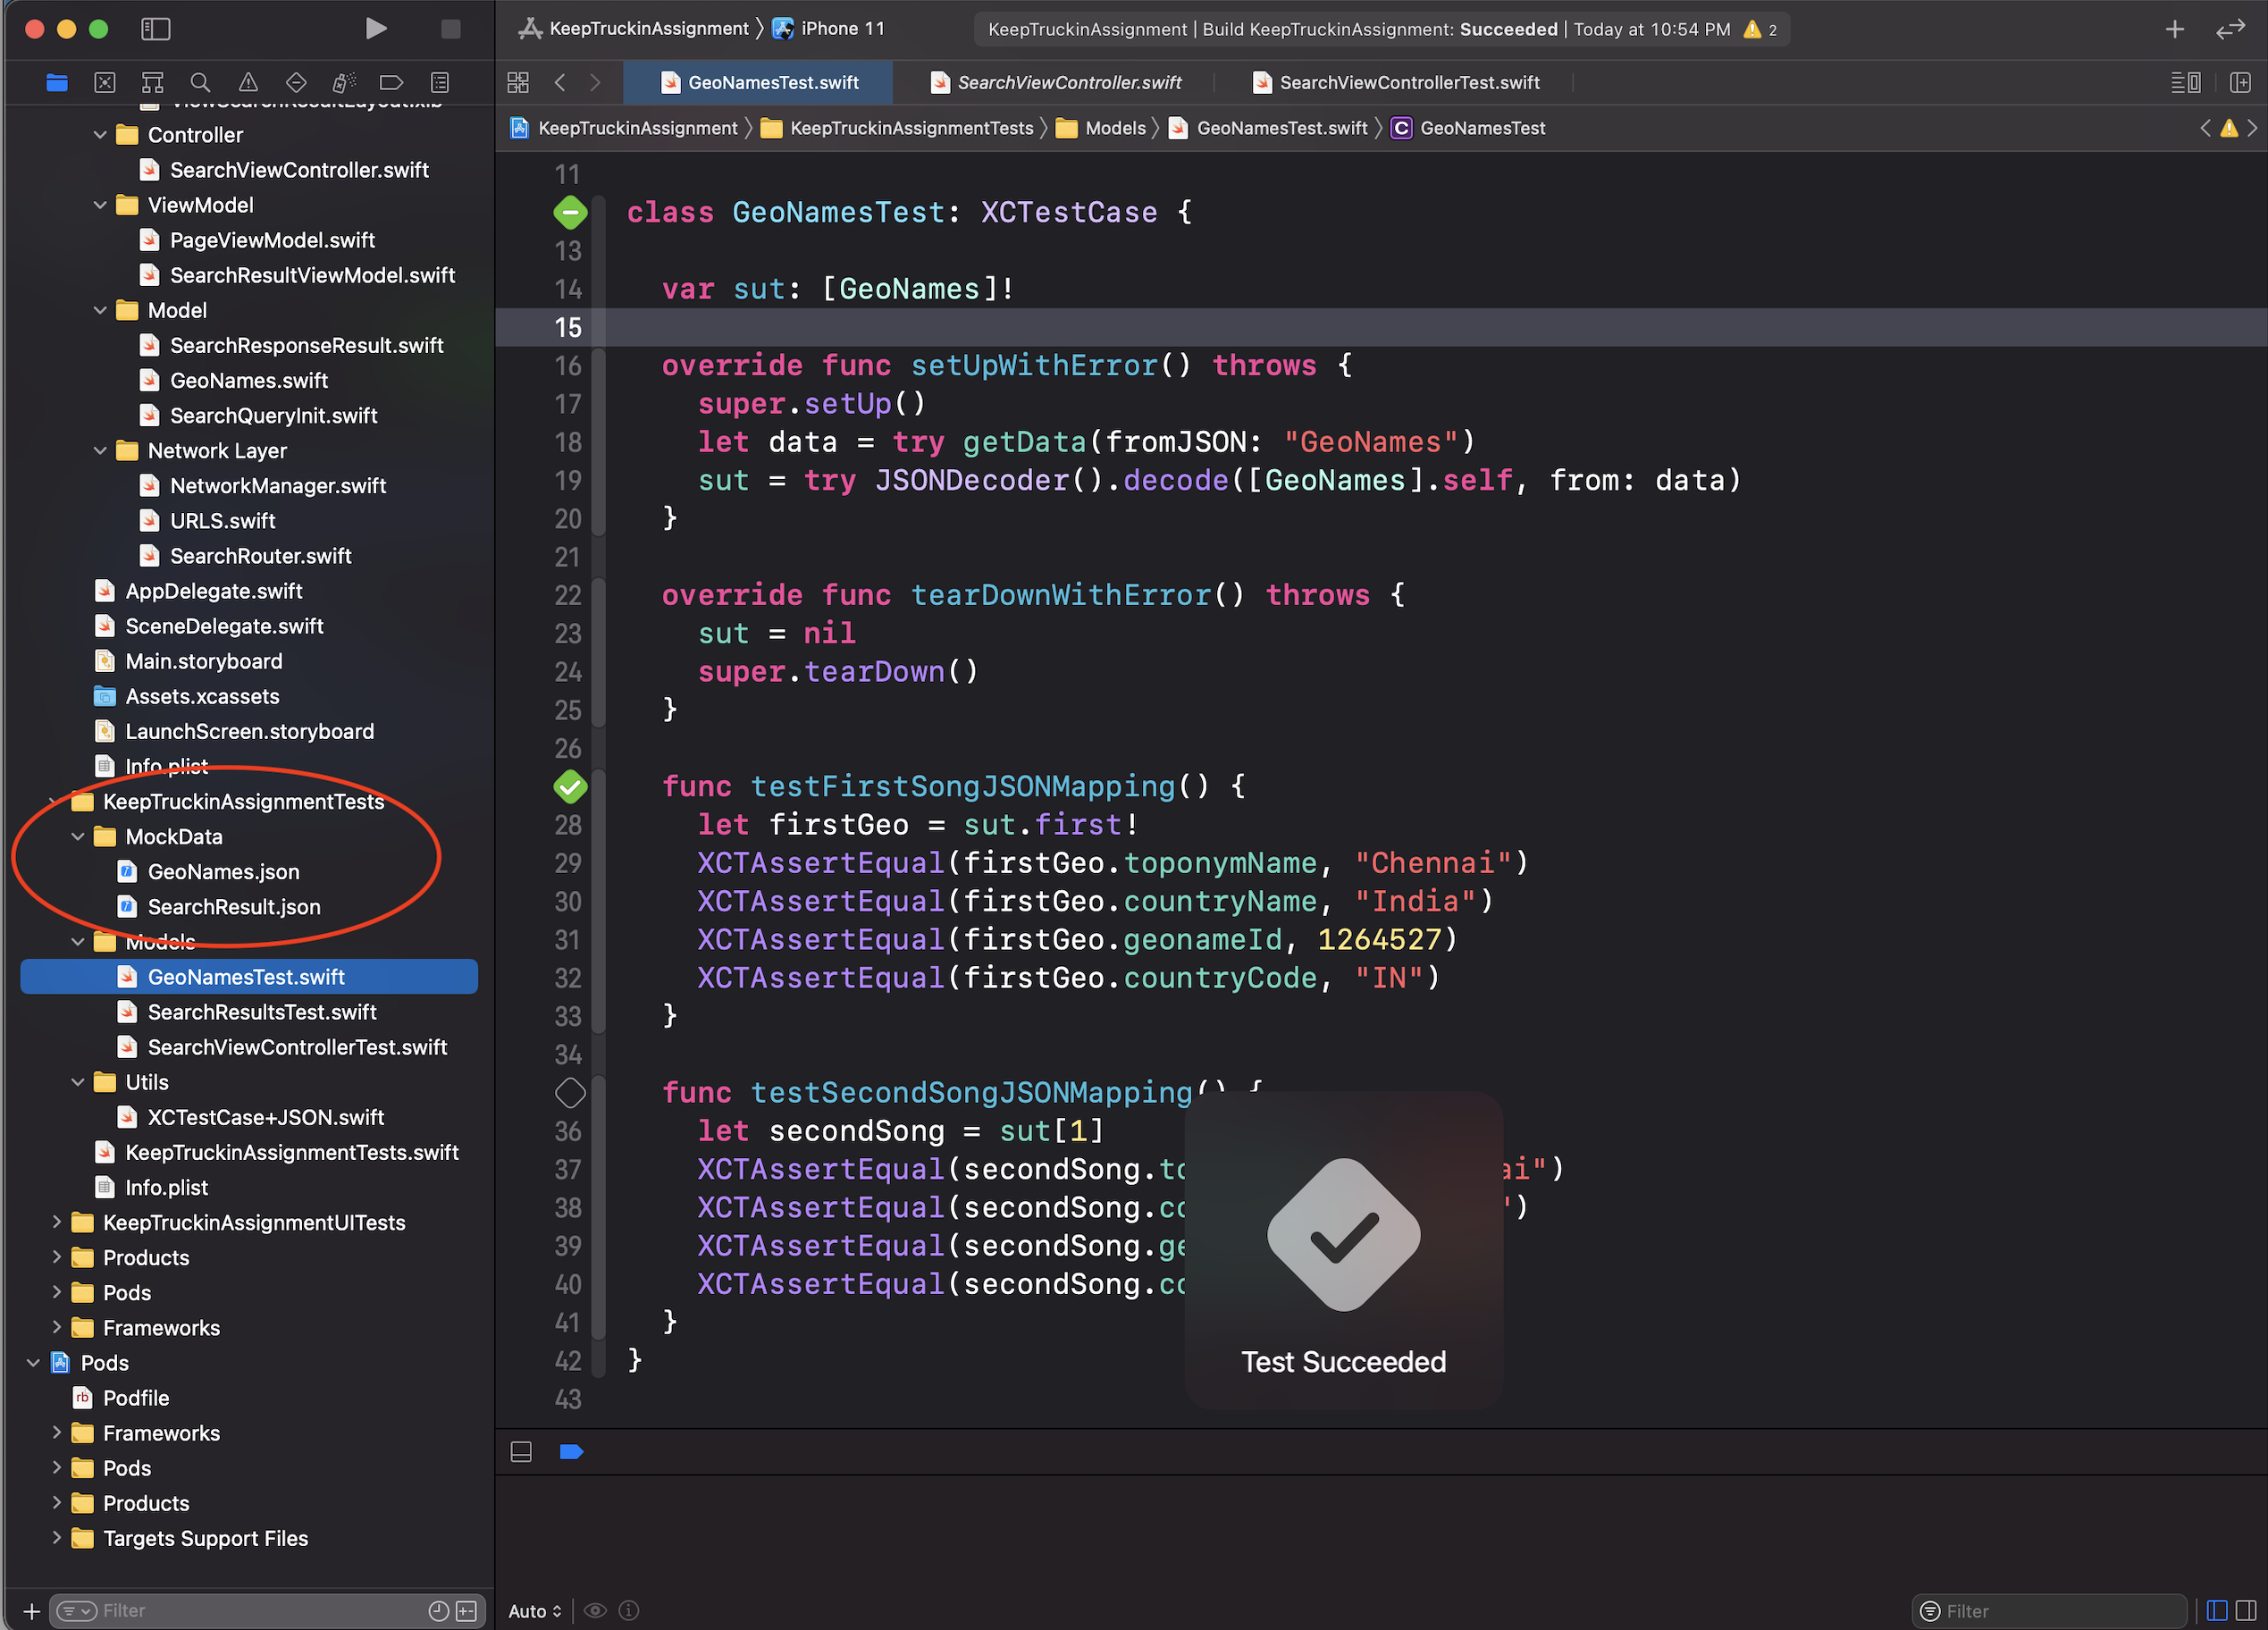 KeepTruckinAssignment 〉 iPhone 11
KeepTruckinAssignment | Build KeepTruckinAssignment: Succeeded | Today at 10:54 PM 2
GeoNamesTest.swift
SearchViewController.swift
SearchViewControllerTest.swift
KeepTruckinAssignment 〉 KeepTruckinAssignmentTests 〉 Models 〉 GeoNamesTest.swift 〉 C GeoNamesTest
ViewSearchResultLayout.xib
Controller
SearchViewController.swift
ViewModel
PageViewModel.swift
SearchResultViewModel.swift
Model
SearchResponseResult.swift
GeoNames.swift
SearchQueryInit.swift
Network Layer
NetworkManager.swift
URLS.swift
SearchRouter.swift
AppDelegate.swift
SceneDelegate.swift
Main.storyboard
Assets.xcassets
LaunchScreen.storyboard
Info.plist
KeepTruckinAssignmentTests
MockData
GeoNames.json
SearchResult.json
Models
GeoNamesTest.swift
SearchResultsTest.swift
SearchViewControllerTest.swift
Utils
XCTestCase+JSON.swift
KeepTruckinAssignmentTests.swift
Info.plist
KeepTruckinAssignmentUITests
Products
Pods
Frameworks
Pods
rb Podfile
Frameworks
Pods
Products
Targets Support Files
Filter
11
class GeoNamesTest: XCTestCase {
13
14 var sut: [GeoNames]!
15
16 override func setUpWithError() throws {
17 super.setUp()
18 let data = try getData(fromJSON: "GeoNames")
19 sut = try JSONDecoder().decode([GeoNames].self, from: data)
20 }
21
22 override func tearDownWithError() throws {
23 sut = nil
24 super.tearDown()
25 }
26
func testFirstSongJSONMapping() {
28 let firstGeo = sut.first!
29 XCTAssertEqual(firstGeo.toponymName, "Chennai")
30 XCTAssertEqual(firstGeo.countryName, "India")
31 XCTAssertEqual(firstGeo.geonameId, 1264527)
32 XCTAssertEqual(firstGeo.countryCode, "IN")
33 }
34
func testSecondSongJSONMapping() {
36 let secondSong = sut[1]
37 XCTAssertEqual(secondSong.to ai")
38 XCTAssertEqual(secondSong.co ")
39 XCTAssertEqual(secondSong.ge
40 XCTAssertEqual(secondSong.co
41 }
42 }
43
Test Succeeded
Auto
Filter